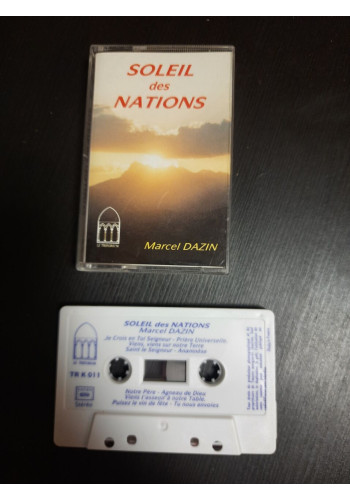 SOLEIL
des
NATIONS
Marcel DAZIN
SOLEIL des NATIONS
Marcel DAZIN
Je Crois en Toi Seigneur - Prière Universelle
Viens, viens sur notre Terre
Saint le Seigneur - Anamnèse
TR K 011
Notre Père - Agneau de Dieu
Viens t'asseoir à notre Table,
Puisez le vin de fête - Tu nous envoies